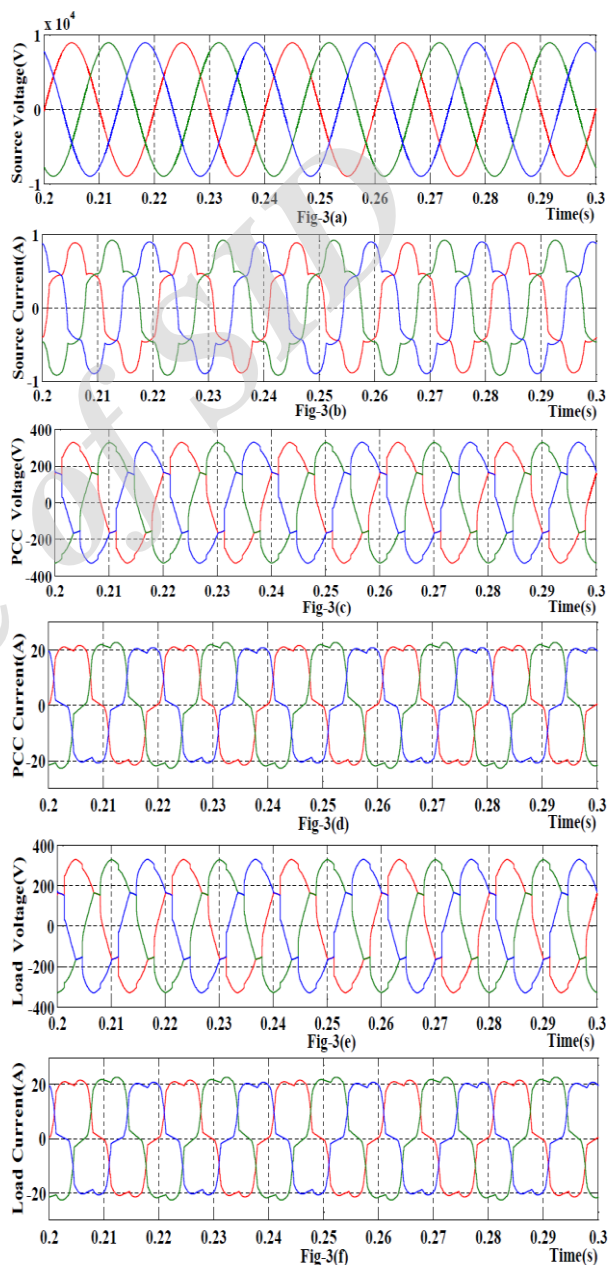 x 10⁴
1
0
-1
Source Voltage(V)
0.2 0.21 0.22 0.23 0.24 0.25 0.26 0.27 0.28 0.29 0.3
Fig-3(a) Time(s)
1
0
-1
Source Current(A)
0.2 0.21 0.22 0.23 0.24 0.25 0.26 0.27 0.28 0.29 0.3
Fig-3(b) Time(s)
400
200
0
-200
-400
PCC Voltage(V)
0.2 0.21 0.22 0.23 0.24 0.25 0.26 0.27 0.28 0.29 0.3
Fig-3(c) Time(s)
20
0
-20
PCC Current(A)
0.2 0.21 0.22 0.23 0.24 0.25 0.26 0.27 0.28 0.29 0.3
Fig-3(d) Time(s)
400
200
0
-200
-400
Load Voltage(V)
0.2 0.21 0.22 0.23 0.24 0.25 0.26 0.27 0.28 0.29 0.3
Fig-3(e) Time(s)
20
0
-20
Load Current(A)
0.2 0.21 0.22 0.23 0.24 0.25 0.26 0.27 0.28 0.29 0.3
Fig-3(f) Time(s)
of SID